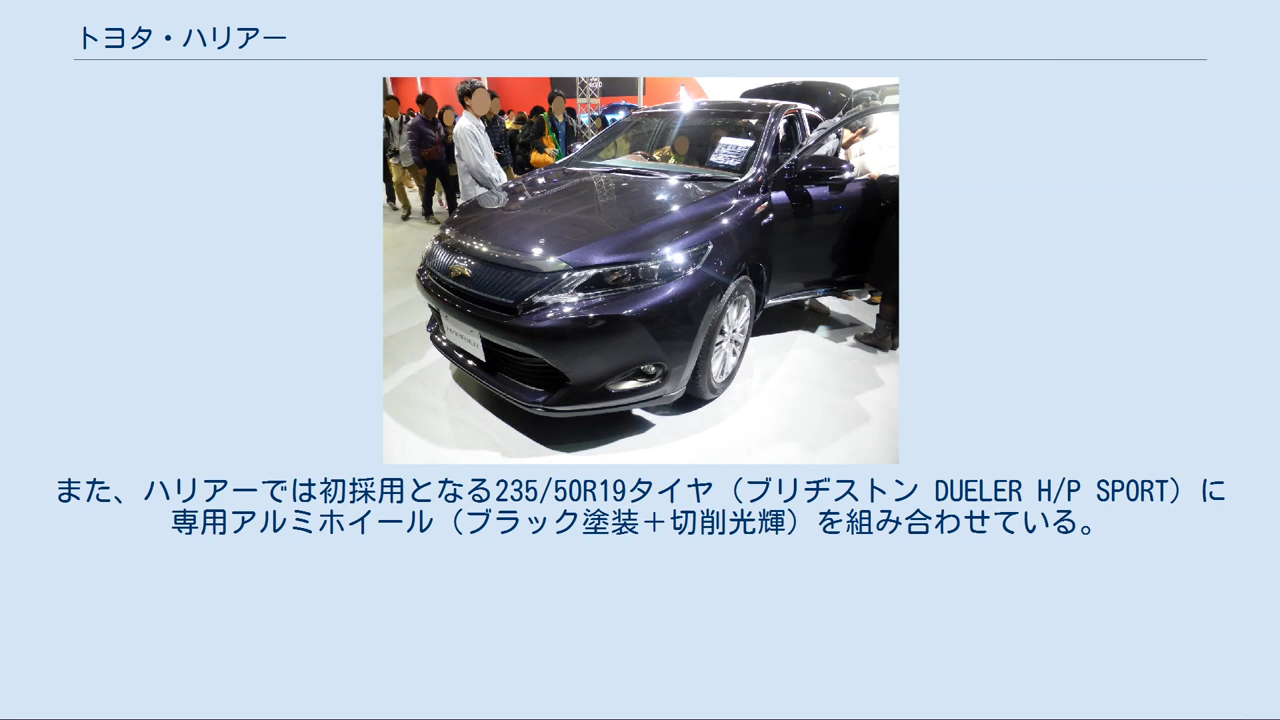 トヨタ・ハリアー
HARRIER
また、ハリアーでは初採用となる235/50R19タイヤ（ブリヂストン DUELER H/P SPORT）に
専用アルミホイール（ブラック塗装＋切削光輝）を組み合わせている。